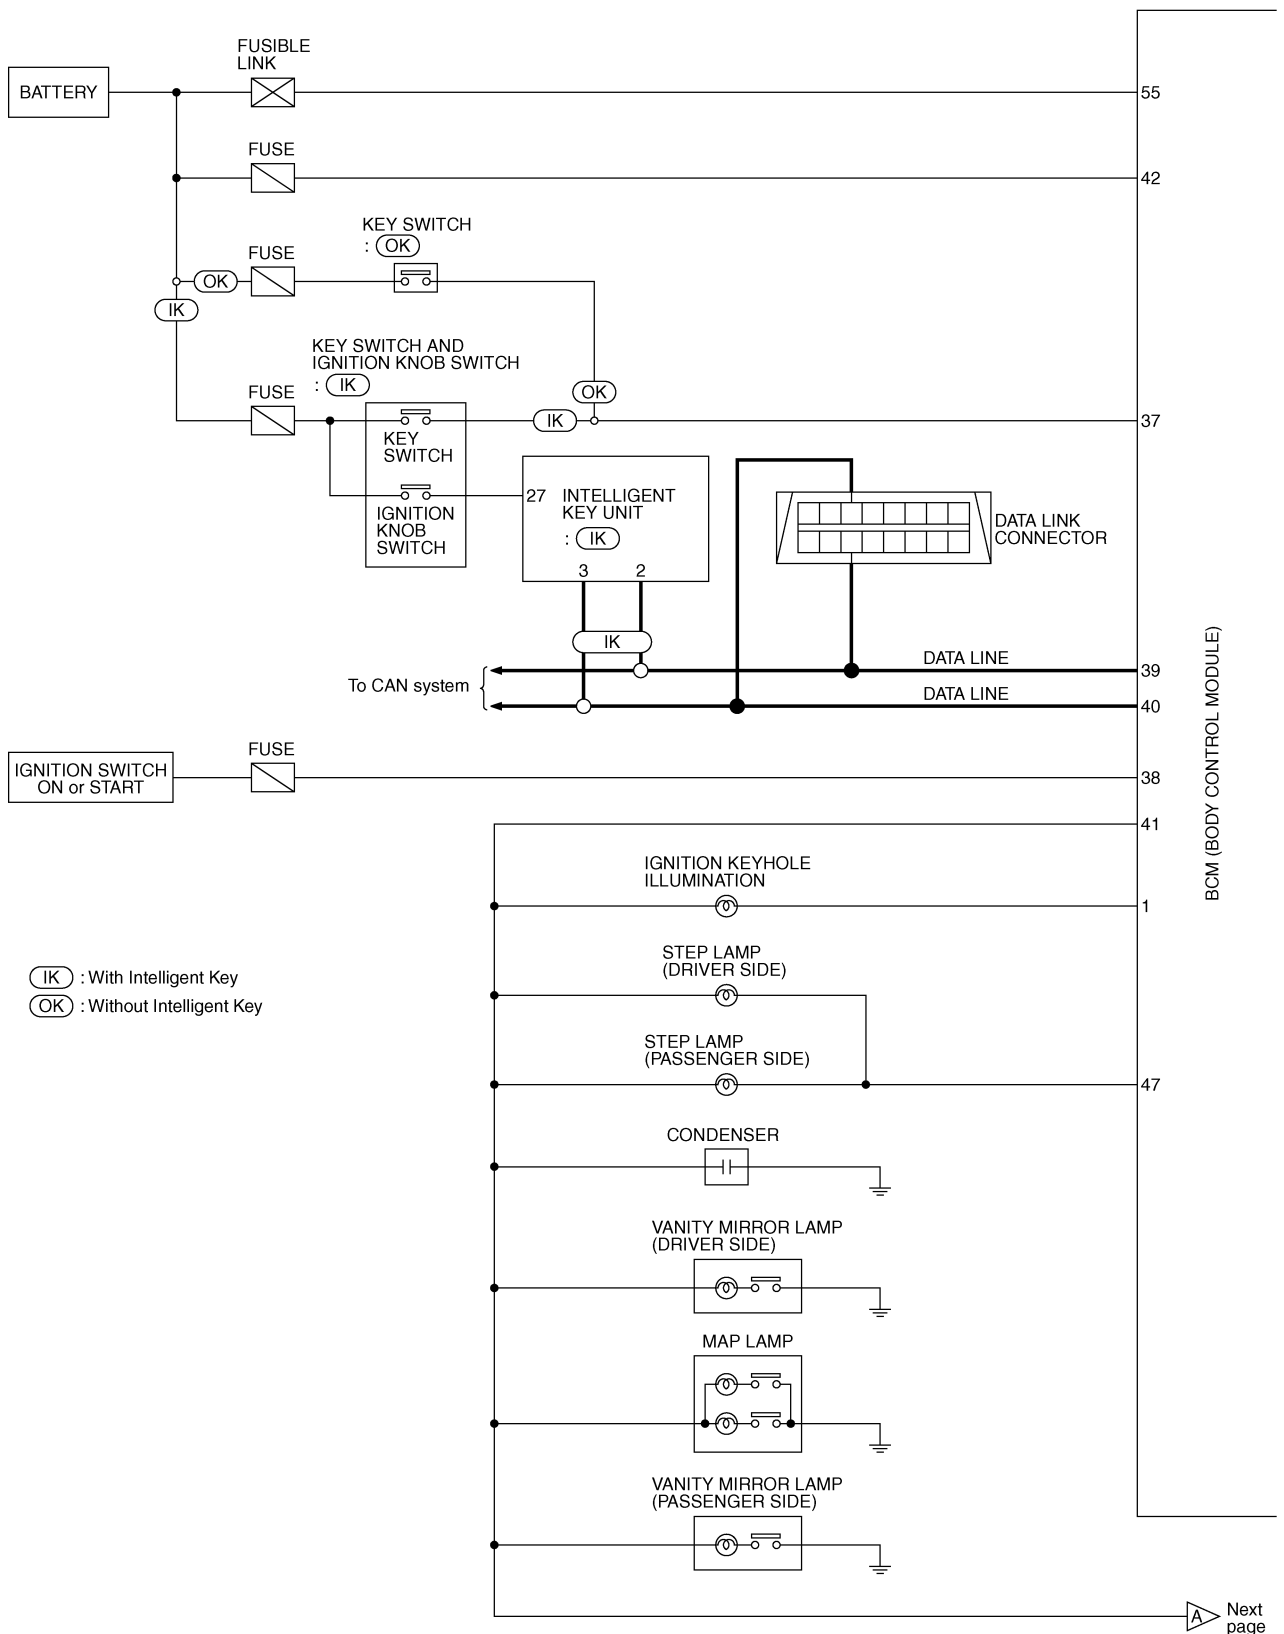 FUSIBLE
LINK
BATTERY
55
FUSE
42
KEY SWITCH
: OK
FUSE
OK
IK
KEY SWITCH AND
IGNITION KNOB SWITCH
: IK
FUSE
OK
IK
37
KEY
SWITCH
IGNITION
KNOB
SWITCH
27
INTELLIGENT
KEY UNIT
: IK
3 2
DATA LINK
CONNECTOR
IK
DATA LINE
39
To CAN system
DATA LINE
40
BCM (BODY CONTROL MODULE)
FUSE
IGNITION SWITCH
ON or START
38
41
IGNITION KEYHOLE
ILLUMINATION
1
STEP LAMP
(DRIVER SIDE)
IK : With Intelligent Key
OK : Without Intelligent Key
STEP LAMP
(PASSENGER SIDE)
47
CONDENSER
VANITY MIRROR LAMP
(DRIVER SIDE)
MAP LAMP
VANITY MIRROR LAMP
(PASSENGER SIDE)
A
Next
page